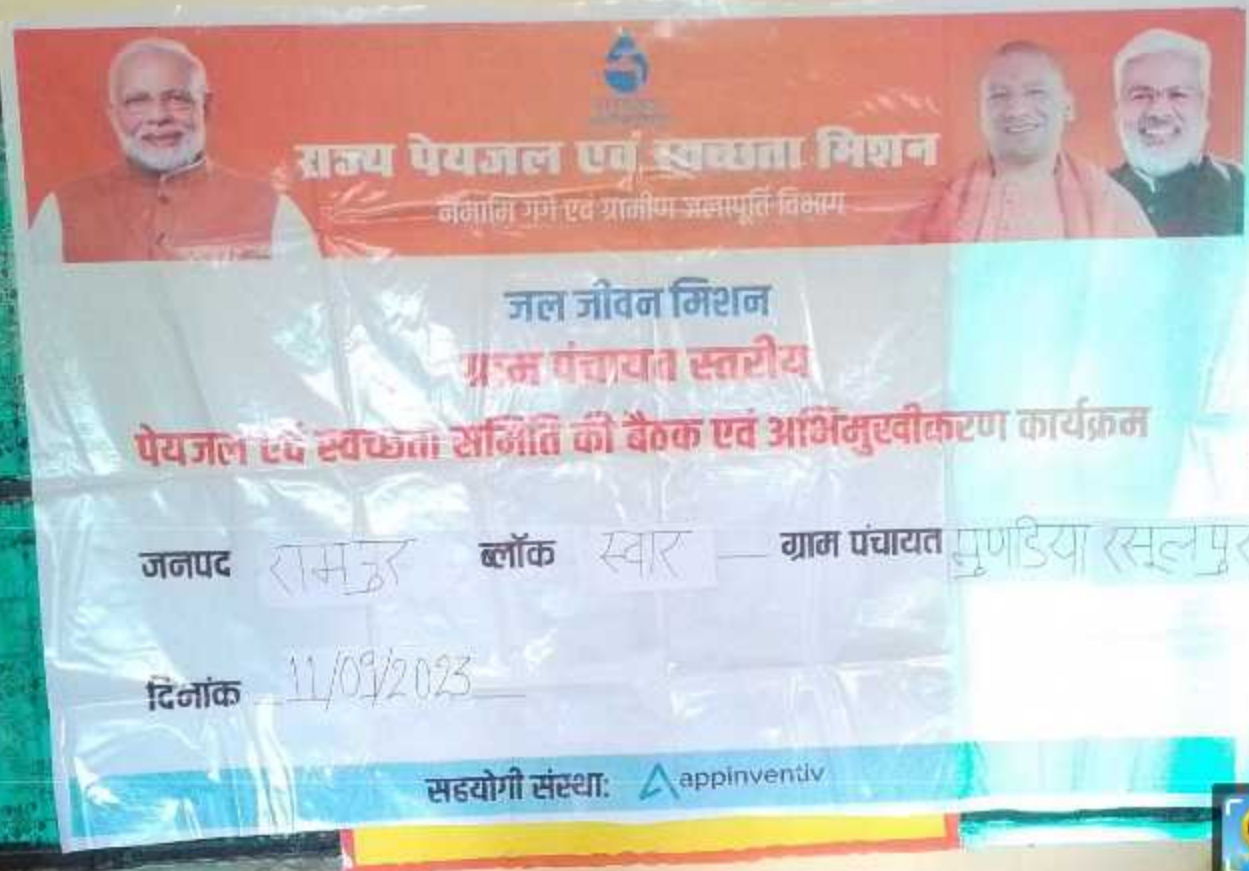 राज्य पेयजल एवं स्वच्छता मिशन
नमामि गंगे एवं ग्रामीण जलापूर्ति विभाग
जल जीवन मिशन
ग्राम पंचायत स्तरीय
पेयजल एवं स्वच्छता समिति की बैठक एवं अभिमुखीकरण कार्यक्रम
जनपद रामपुर ब्लॉक स्वार ग्राम पंचायत मुणडिया रसूलपुर
दिनांक 11/09/2023
सहयोगी संस्था: appinventiv